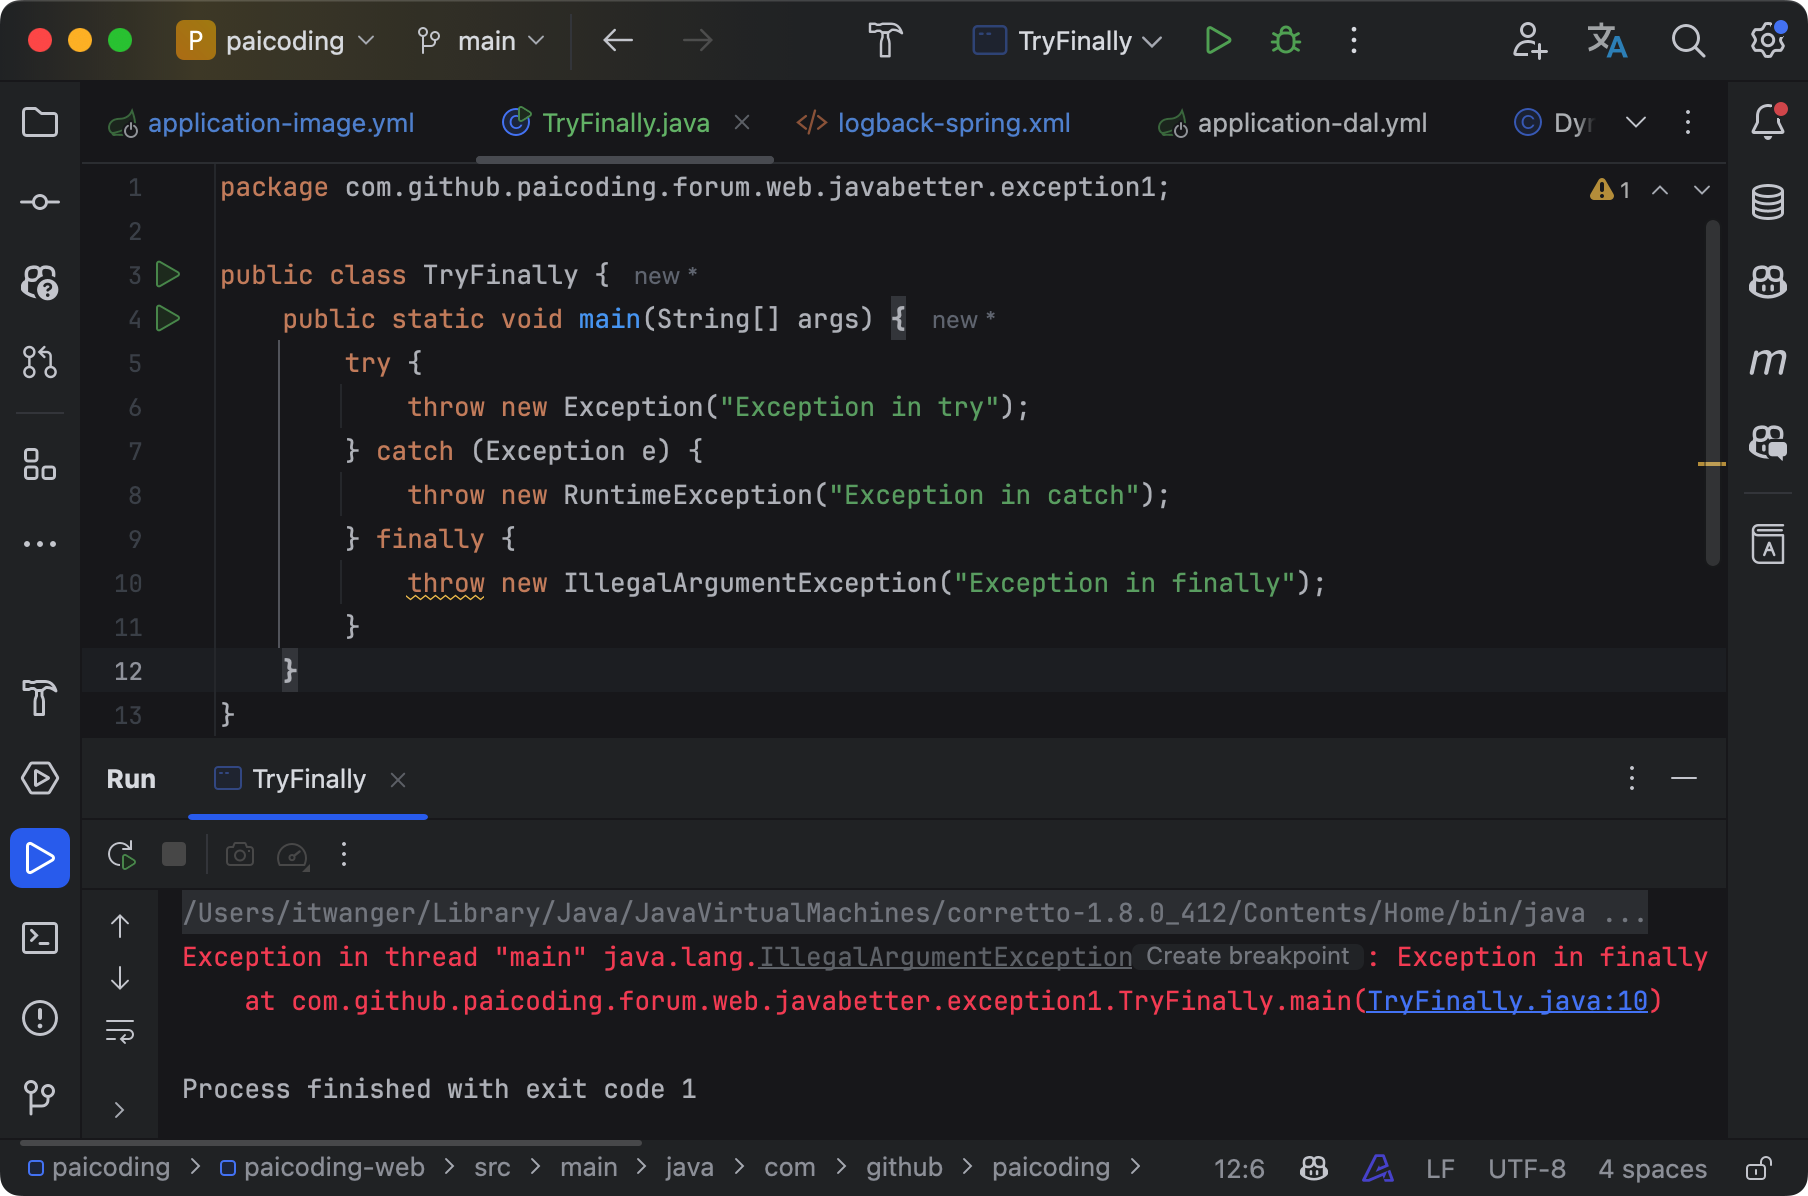 P paicoding main TryFinally 文A
application-image.yml TryFinally.java </> logback-spring.xml application-dal.yml C Dyn
1 package com.github.paicoding.forum.web.javabetter.exception1; 1
2
3 public class TryFinally { new *
4 public static void main(String[] args) { new *
5 try {
6 throw new Exception("Exception in try");
7 } catch (Exception e) {
8 throw new RuntimeException("Exception in catch");
9 } finally {
10 throw new IllegalArgumentException("Exception in finally");
11 }
12 }
13 }
Run TryFinally
/Users/itwanger/Library/Java/JavaVirtualMachines/corretto-1.8.0_412/Contents/Home/bin/java ...
Exception in thread "main" java.lang.IllegalArgumentException Create breakpoint : Exception in finally
at com.github.paicoding.forum.web.javabetter.exception1.TryFinally.main(TryFinally.java:10)
Process finished with exit code 1
paicoding > paicoding-web > src > main > java > com > github > paicoding > 12:6 LF UTF-8 4 spaces